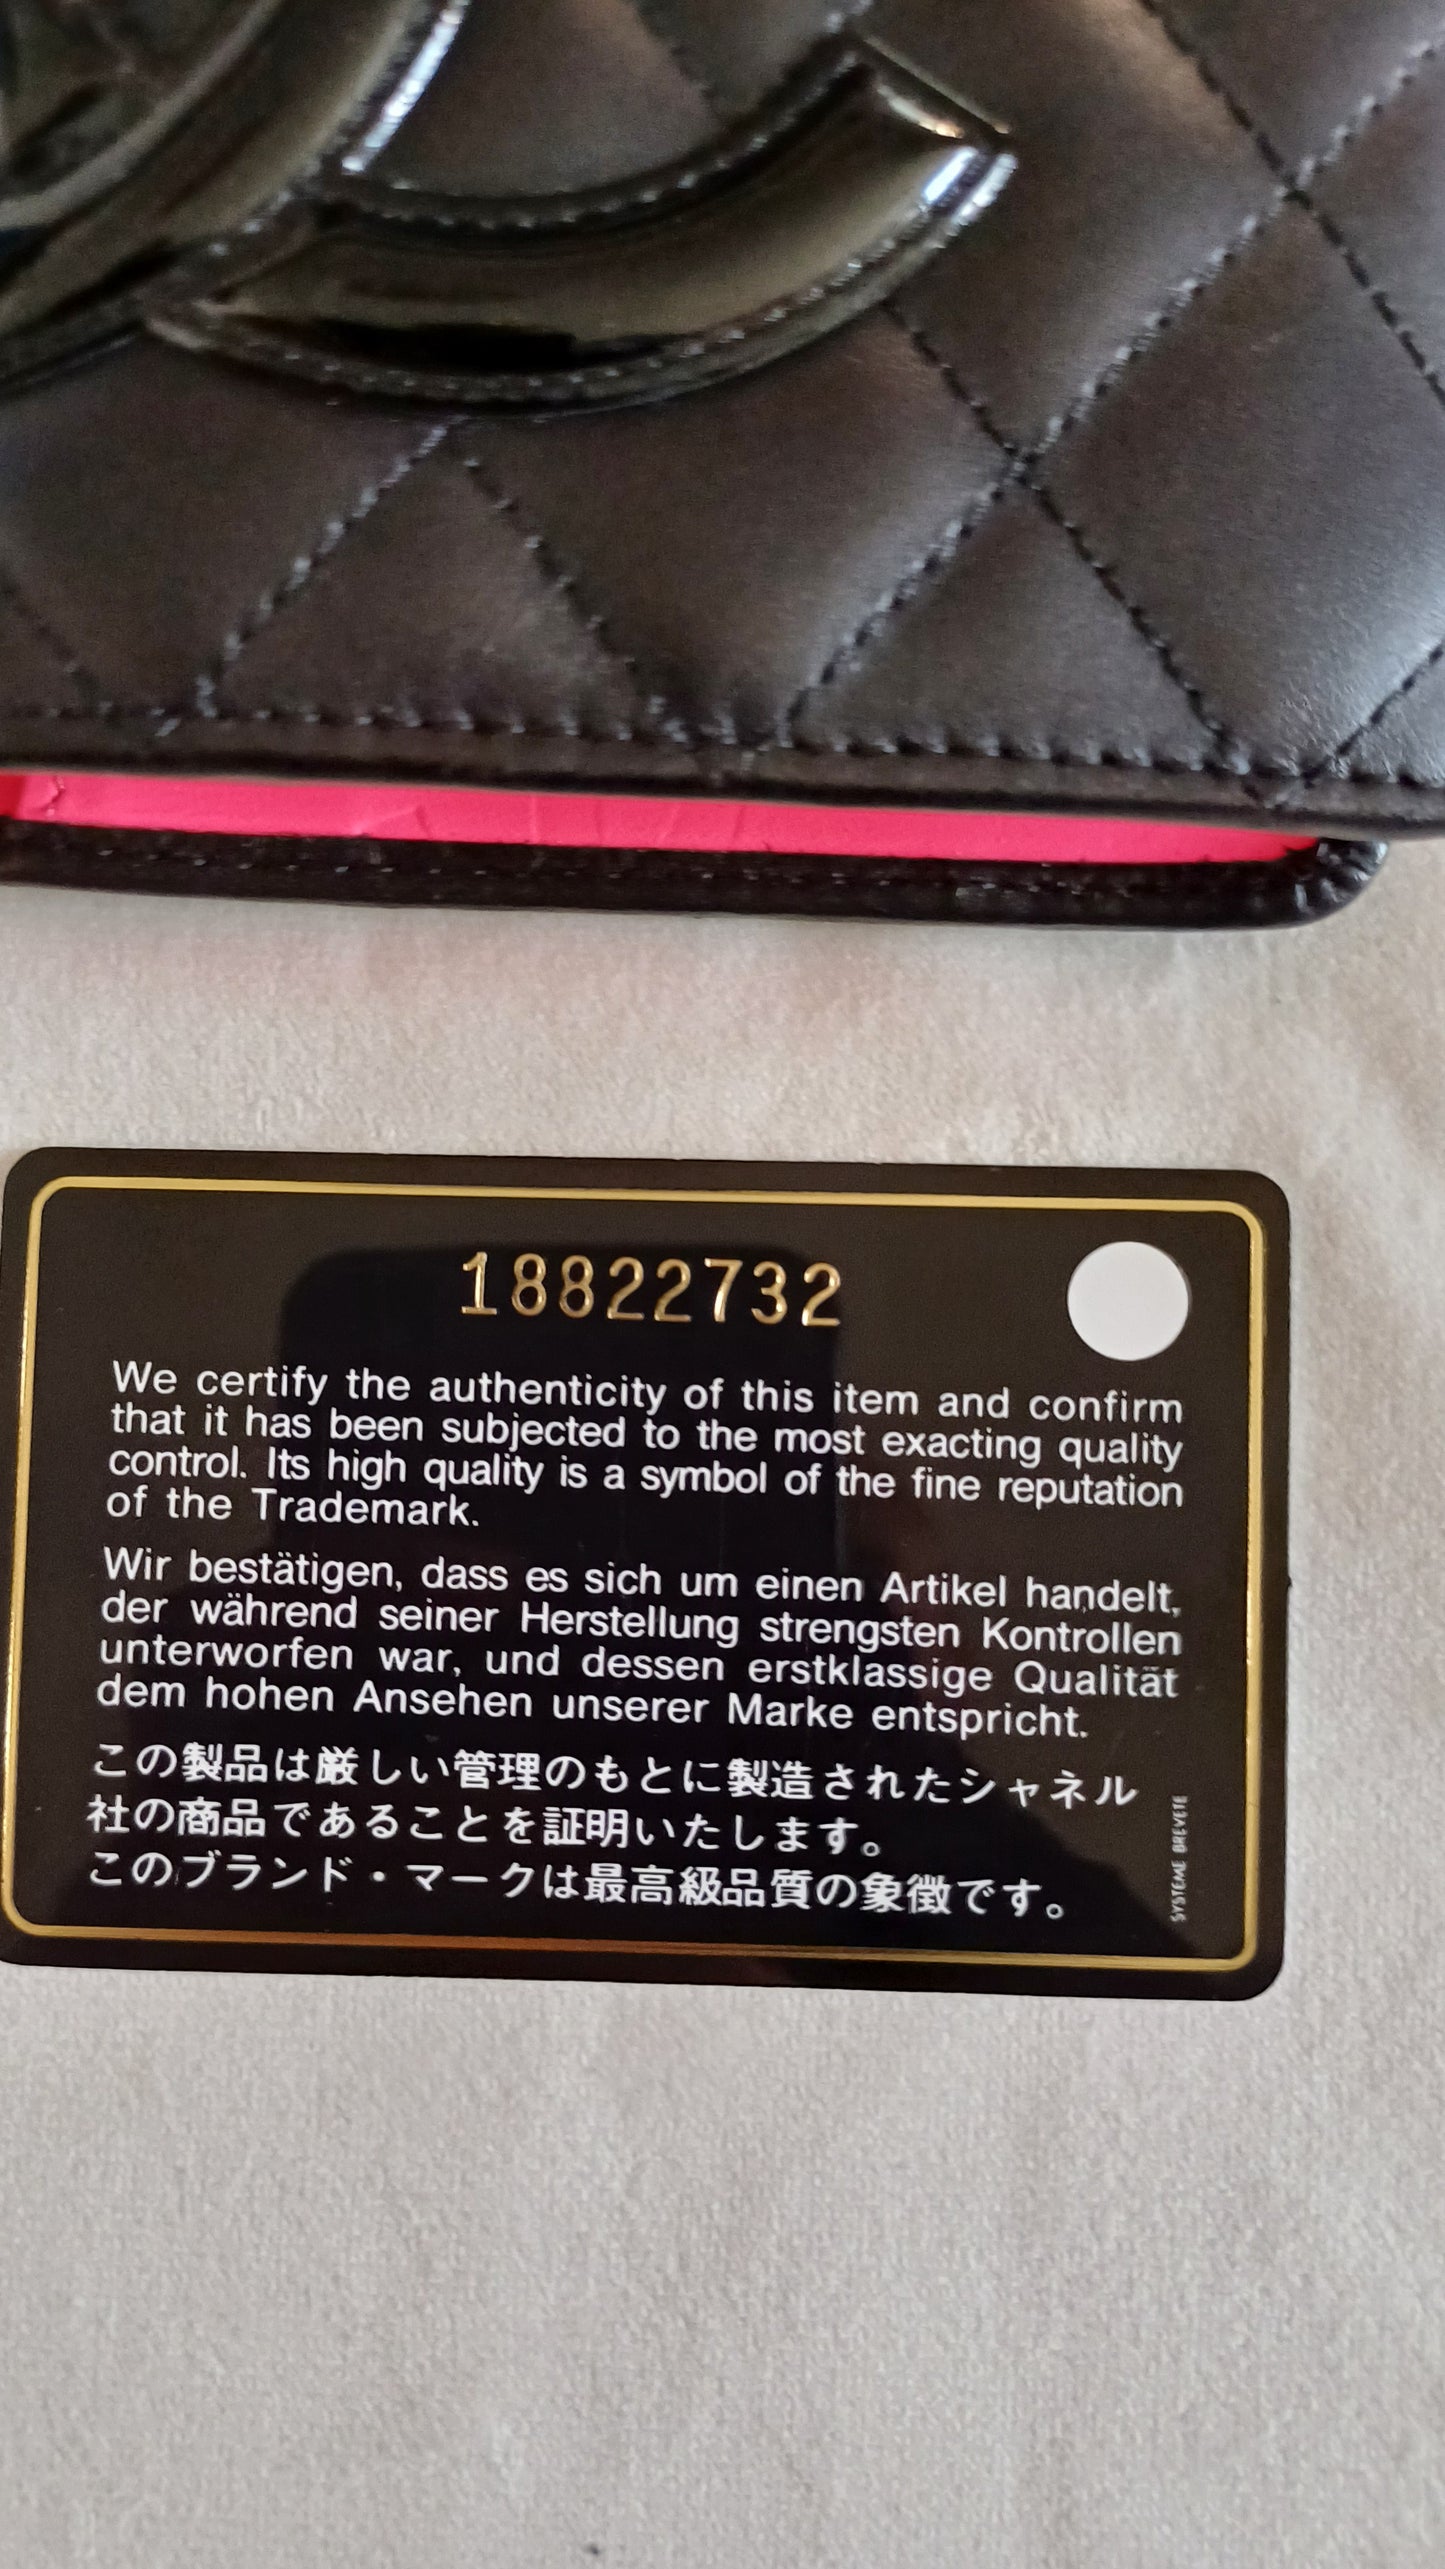 18822732
We certify the authenticity of this item and confirm
that it has been subjected to the most exacting quality
control. Its high quality is a symbol of the fine reputation
of the Trademark.
Wir bestätigen, dass es sich um einen Artikel handelt,
der während seiner Herstellung strengsten Kontrollen
unterworfen war, und dessen erstklassige Qualität
dem hohen Ansehen unserer Marke entspricht.
この製品は厳しい管理のもとに製造されたシャネル
社の商品であることを証明いたします。
このブランド・マークは最高級品質の象徴です。
SYSTEME BREVETE